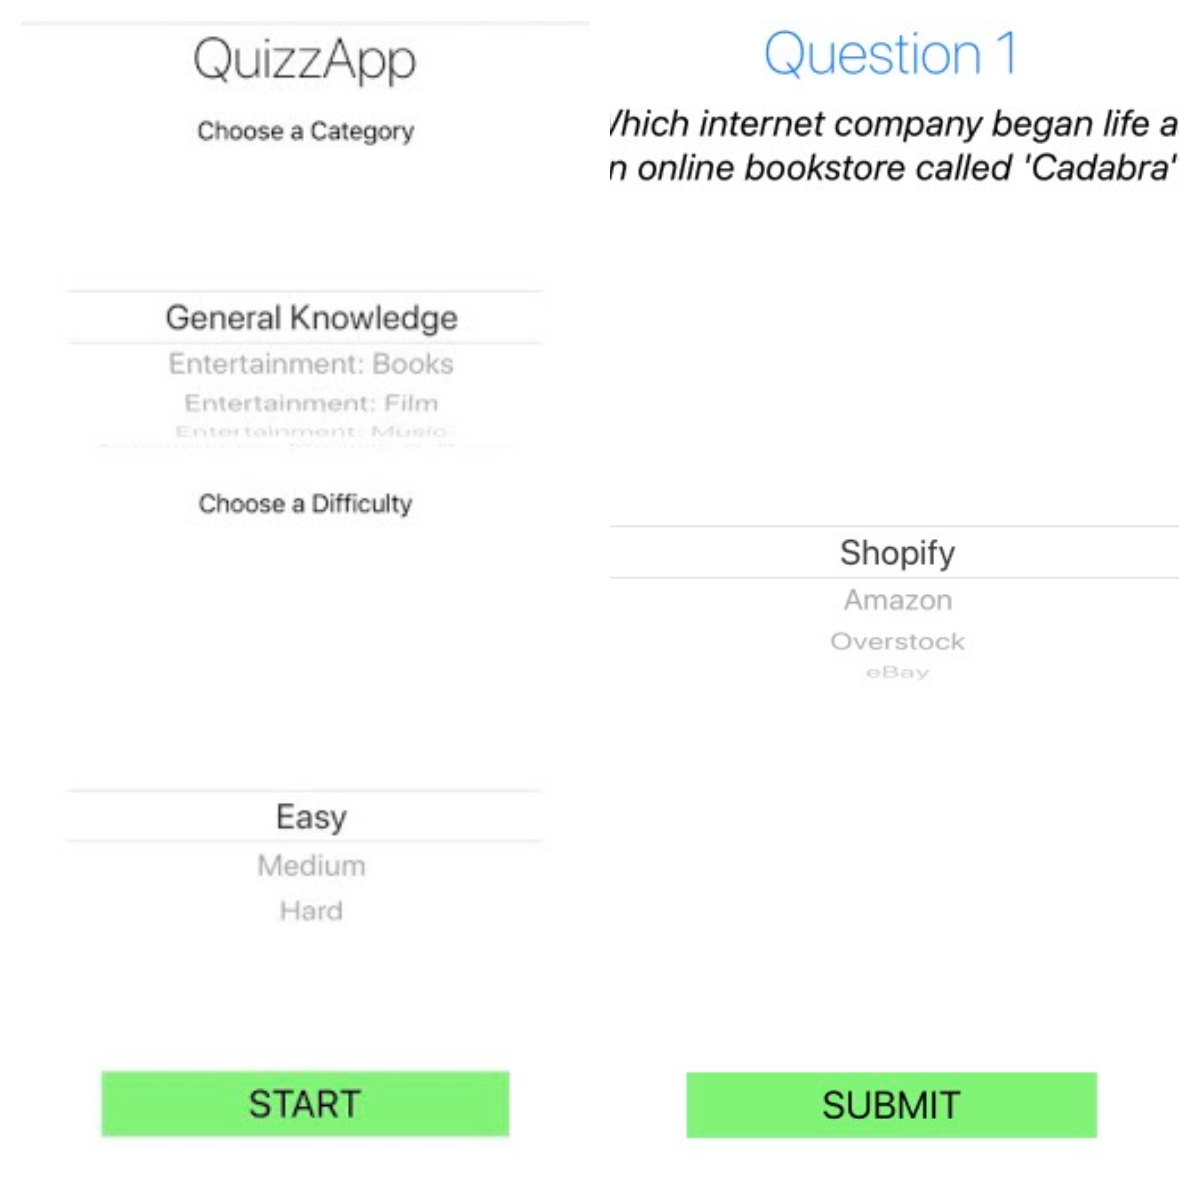 QuizzApp
Choose a Category
General Knowledge
Entertainment: Books
Entertainment: Film
Entertainment: Music
Choose a Difficulty
Easy
Medium
Hard
START
Question 1
hich internet company began life a
n online bookstore called 'Cadabra'
Shopify
Amazon
Overstock
eBay
SUBMIT